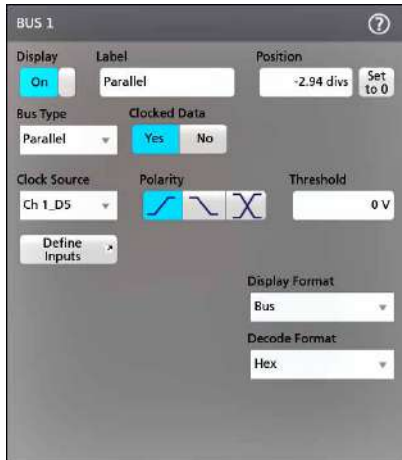 BUS 1
?
Display Label Position
On Parallel -2.94 divs Set to 0
Bus Type Clocked Data
Parallel Yes No
Clock Source Polarity Threshold
Ch 1_D5 0 V
Define Inputs
Display Format
Bus
Decode Format
Hex